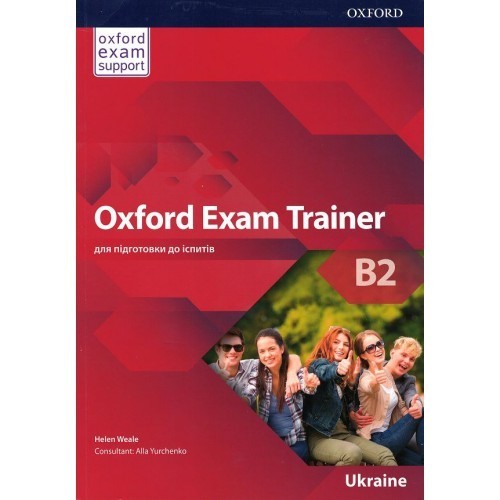 OXFORD
oxford
exam
support
Oxford Exam Trainer
для підготовки до іспитів
B2
Helen Weale
Consultant: Alla Yurchenko
Ukraine